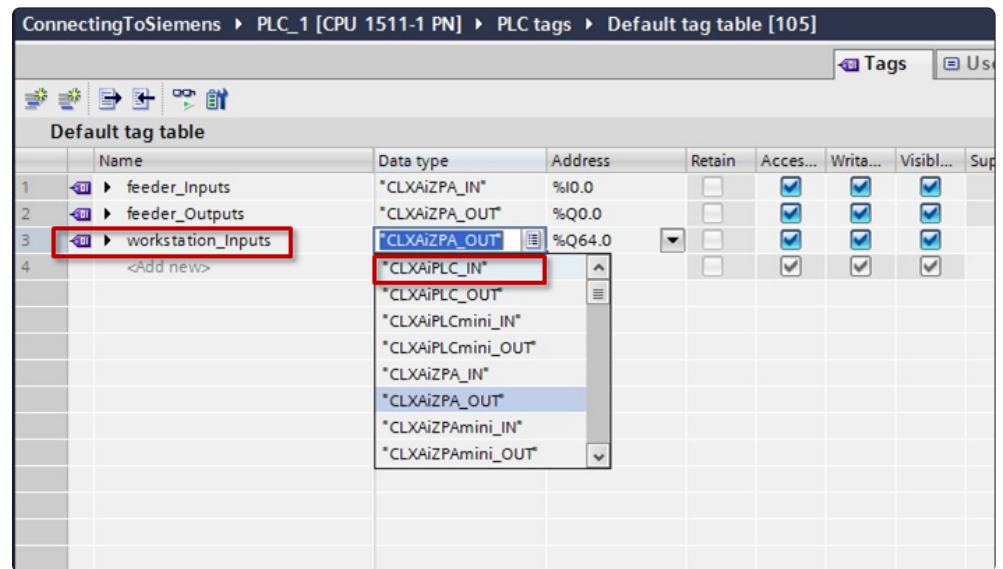 ConnectingToSiemens ▸ PLC_1 [CPU 1511-1 PN] ▸ PLC tags ▸ Default tag table [105]
Tags Use
Default tag table
Name Data type Address Retain Acces... Writa... Visibl... Sup
1 feeder_Inputs "CLXAiZPA_IN" %I0.0
2 feeder_Outputs "CLXAiZPA_OUT" %Q0.0
3 workstation_Inputs "CLXAiZPA_OUT" %Q64.0
4 <Add new> "CLXAiPLC_IN"
"CLXAiPLC_OUT"
"CLXAiPLCmini_IN"
"CLXAiPLCmini_OUT"
"CLXAiZPA_IN"
"CLXAiZPA_OUT"
"CLXAiZPAmini_IN"
"CLXAiZPAmini_OUT"